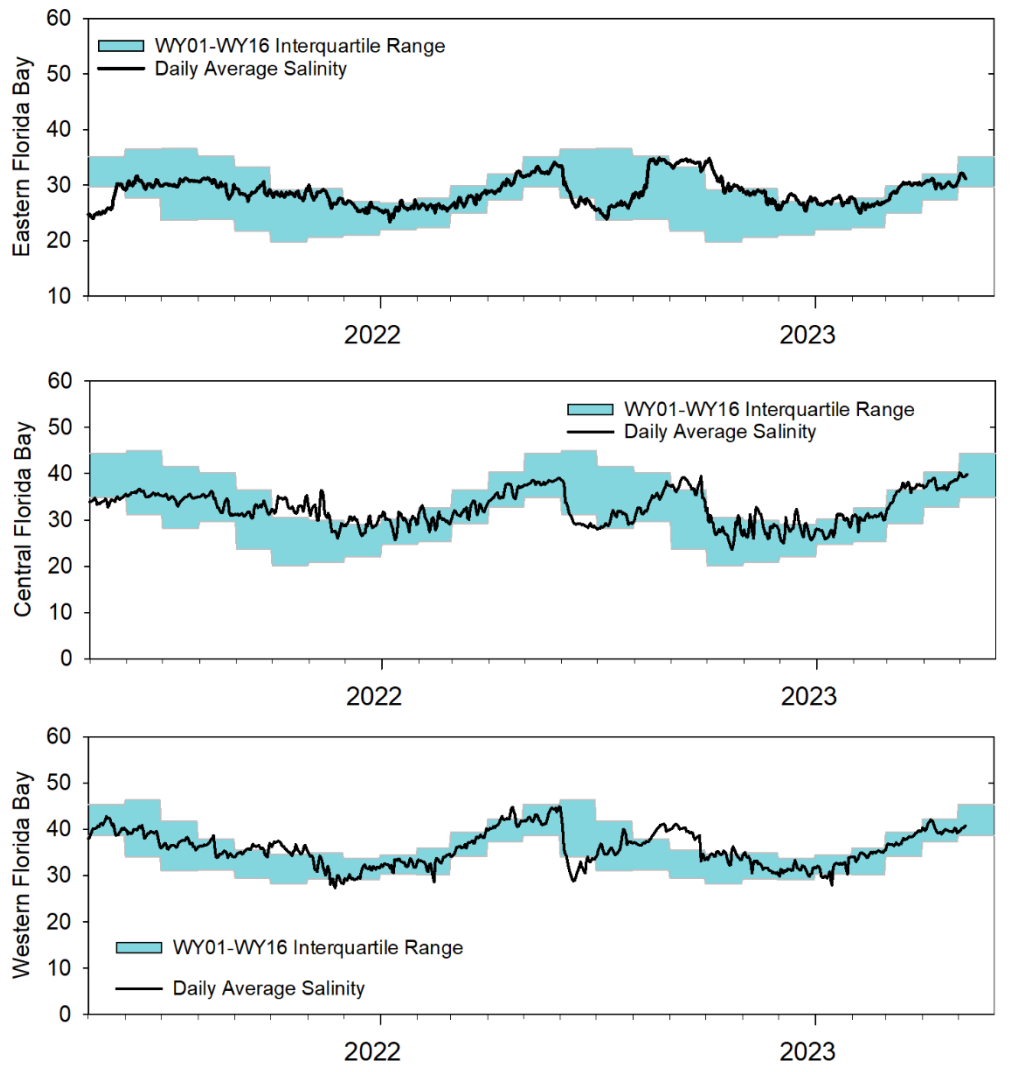 60
50
40
30
20
10
Eastern Florida Bay
WY01-WY16 Interquartile Range
Daily Average Salinity
2022
2023
60
50
40
30
20
10
0
Central Florida Bay
WY01-WY16 Interquartile Range
Daily Average Salinity
2022
2023
60
50
40
30
20
10
0
Western Florida Bay
WY01-WY16 Interquartile Range
Daily Average Salinity
2022
2023